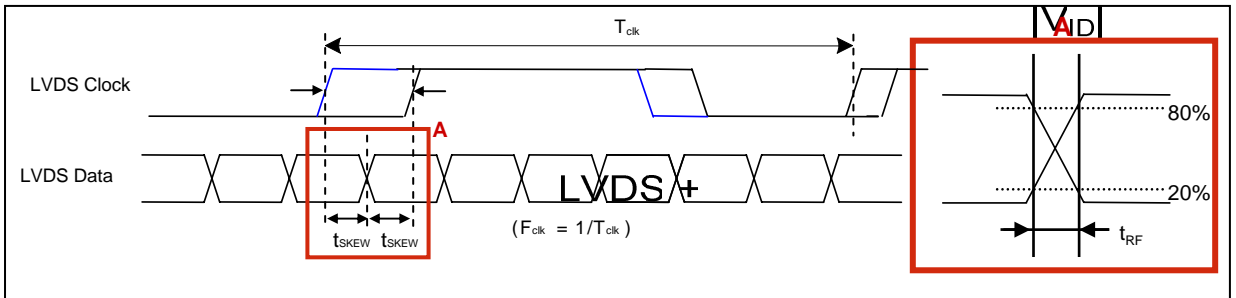 Tclk
|VID|
A
LVDS Clock
80%
A
LVDS Data
LVDS +
20%
tSKEW tSKEW
(Fclk = 1/Tclk)
tRF